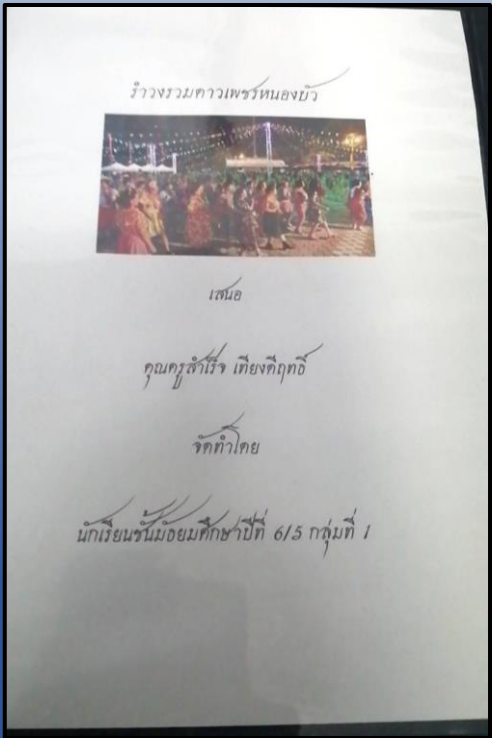 รำวงรวมดาวเพชรหนองบัว
เสนอ
คุณครูสำเร็จ เทียงดีฤทธิ์
จัดทำโดย
นักเรียนชั้นมัธยมศึกษาปีที่ 6/5 กลุ่มที่ 1